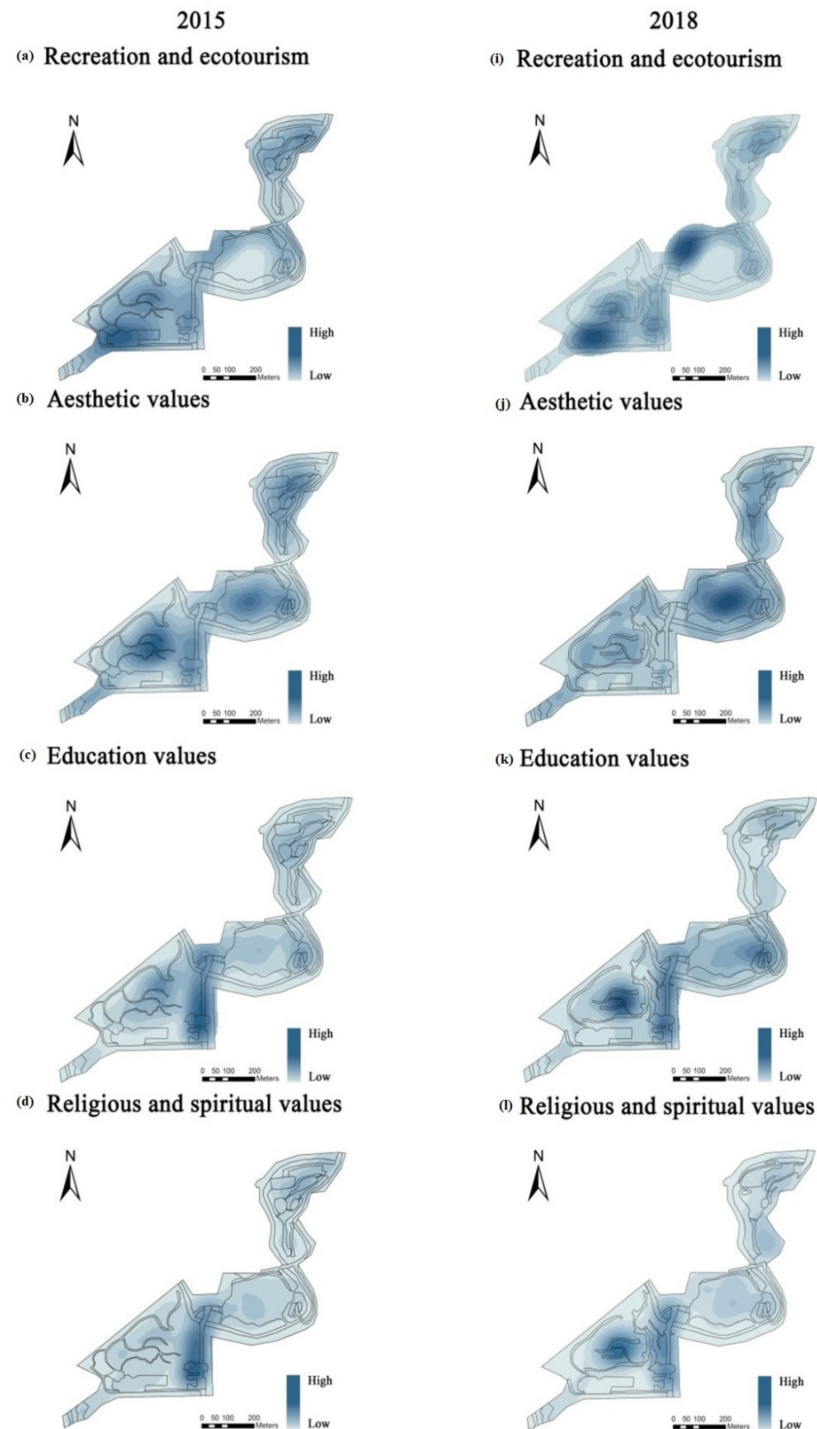 2015 2018
(a) Recreation and ecotourism (i) Recreation and ecotourism
N N
High High
Low Low
0 50 100 200 Meters 0 50 100 200 Meters
(b) Aesthetic values (j) Aesthetic values
N N
High High
Low Low
0 50 100 200 Meters 0 50 100 200 Meters
(c) Education values (k) Education values
N N
High High
Low Low
0 50 100 200 Meters 0 50 100 200 Meters
(d) Religious and spiritual values (l) Religious and spiritual values
N N
High High
Low Low
0 50 100 200 Meters 0 50 100 200 Meters